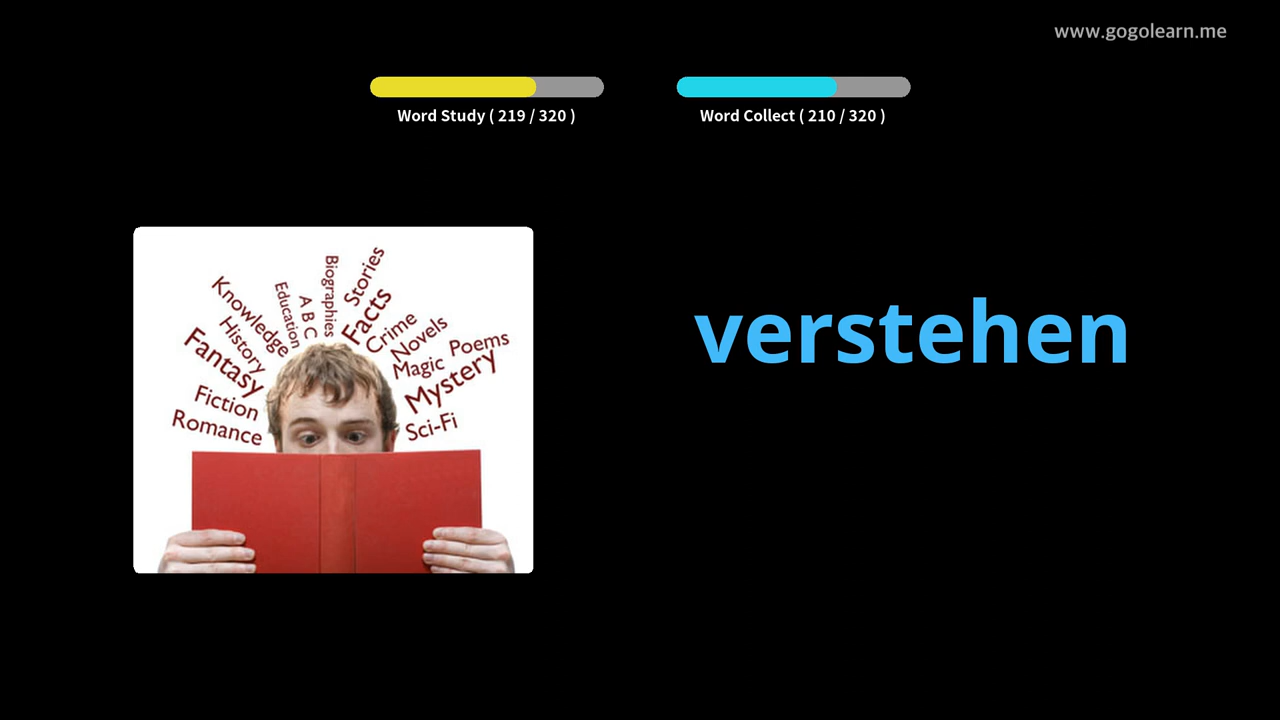 www.gogolearn.me
Word Study ( 219 / 320 )
Word Collect ( 210 / 320 )
Knowledge
Education
A B C
Biographies
Stories
History
Facts
Crime
Novels
Fantasy
Magic
Poems
Fiction
Mystery
Romance
Sci-Fi
verstehen